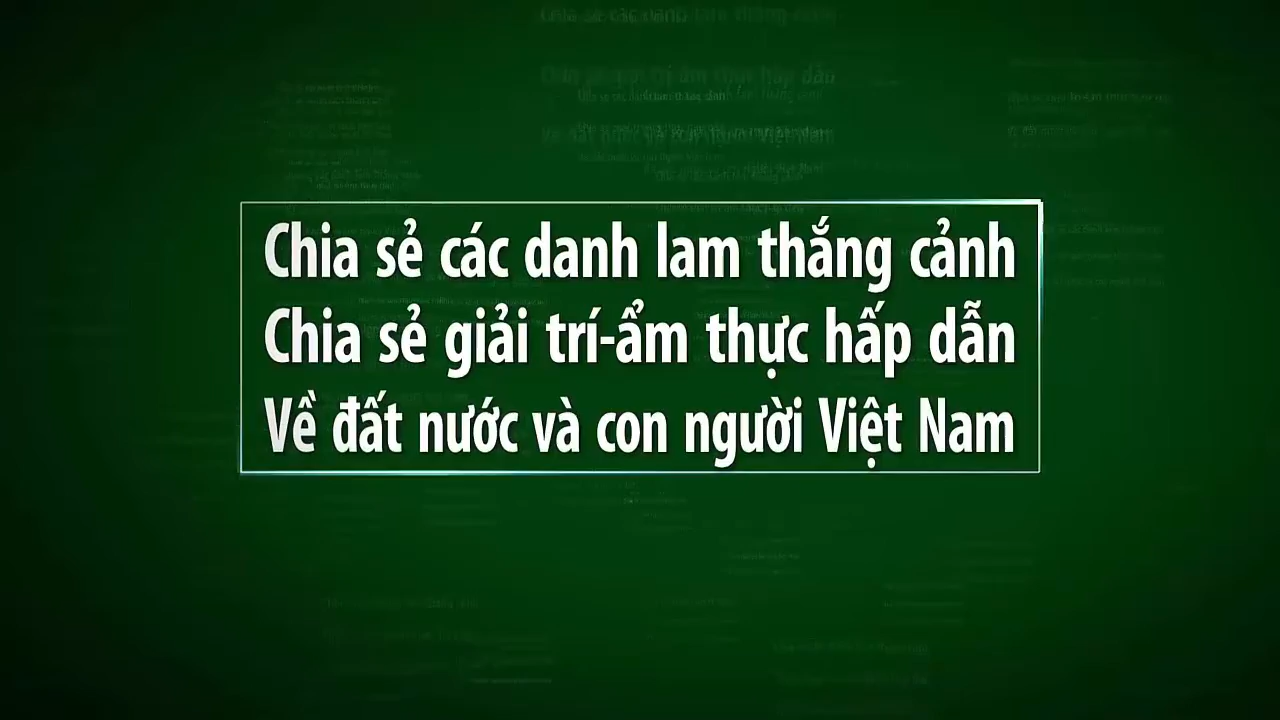 Chia sẻ các danh lam thắng cảnh
Chia sẻ giải trí-ẩm thực hấp dẫn
Về đất nước và con người Việt Nam